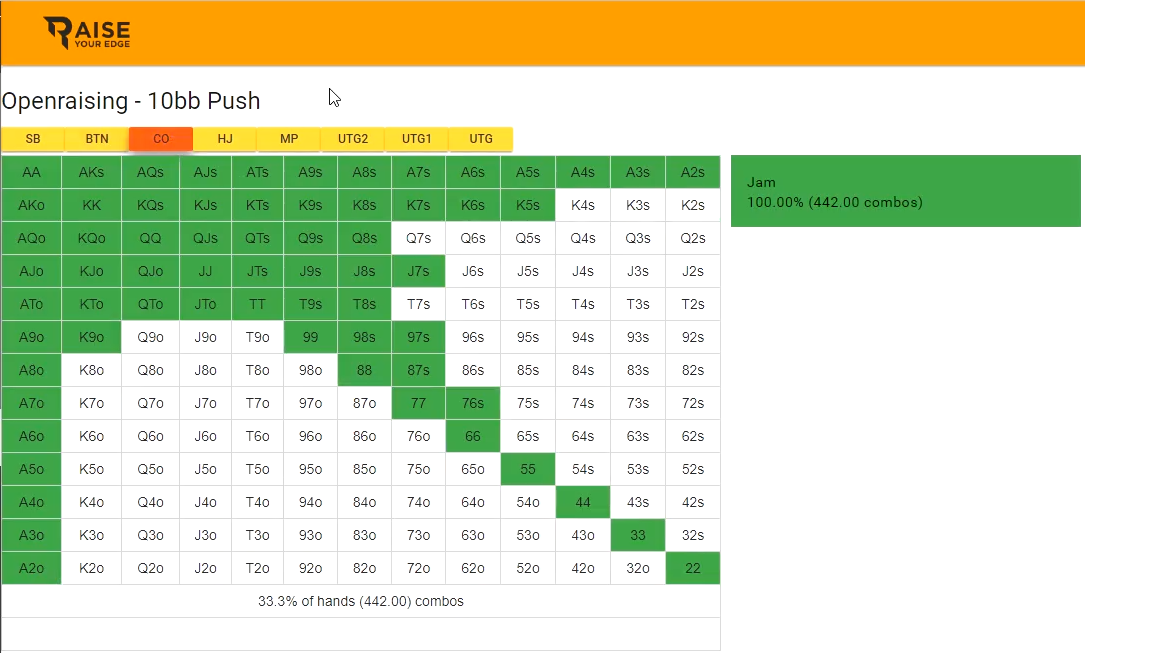 RAISE
YOUR EDGE
Openraising - 10bb Push
SB BTN CO HJ MP UTG2 UTG1 UTG
AA AKs AQs AJs ATs A9s A8s A7s A6s A5s A4s A3s A2s
AKo KK KQs KJs KTs K9s K8s K7s K6s K5s K4s K3s K2s
AQo KQo QQ QJs QTs Q9s Q8s Q7s Q6s Q5s Q4s Q3s Q2s
AJo KJo QJo JJ JTs J9s J8s J7s J6s J5s J4s J3s J2s
ATo KTo QTo JTo TT T9s T8s T7s T6s T5s T4s T3s T2s
A9o K9o Q9o J9o T9o 99 98s 97s 96s 95s 94s 93s 92s
A8o K8o Q8o J8o T8o 98o 88 87s 86s 85s 84s 83s 82s
A7o K7o Q7o J7o T7o 97o 87o 77 76s 75s 74s 73s 72s
A6o K6o Q6o J6o T6o 96o 86o 76o 66 65s 64s 63s 62s
A5o K5o Q5o J5o T5o 95o 85o 75o 65o 55 54s 53s 52s
A4o K4o Q4o J4o T4o 94o 84o 74o 64o 54o 44 43s 42s
A3o K3o Q3o J3o T3o 93o 83o 73o 63o 53o 43o 33 32s
A2o K2o Q2o J2o T2o 92o 82o 72o 62o 52o 42o 32o 22
33.3% of hands (442.00) combos
Jam
100.00% (442.00 combos)